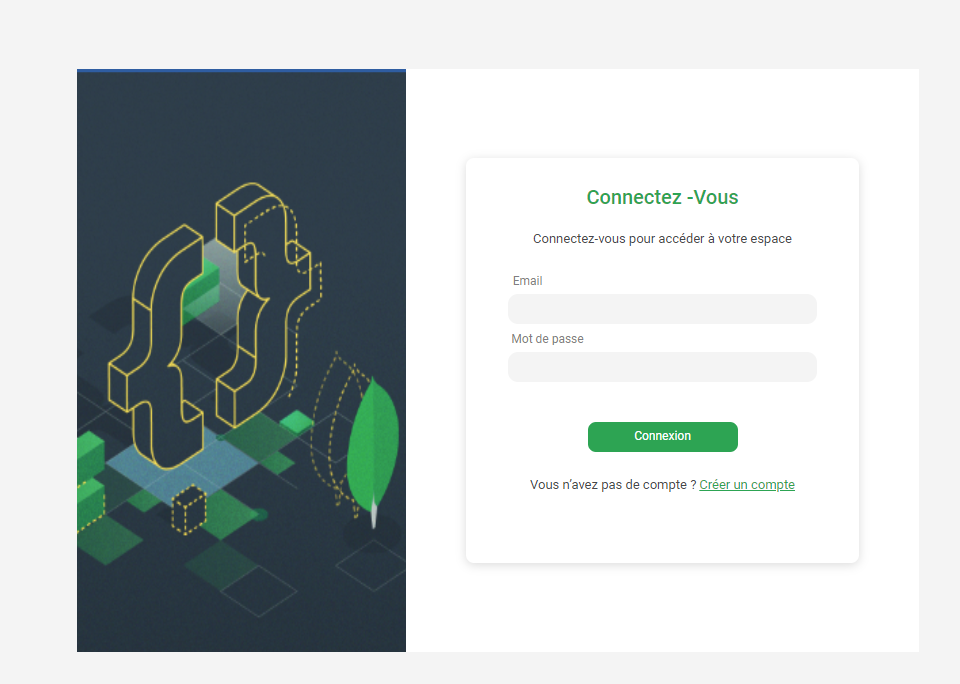 Connectez -Vous
Connectez-vous pour accéder à votre espace
Email
Mot de passe
Connexion
Vous n'avez pas de compte ? Créer un compte